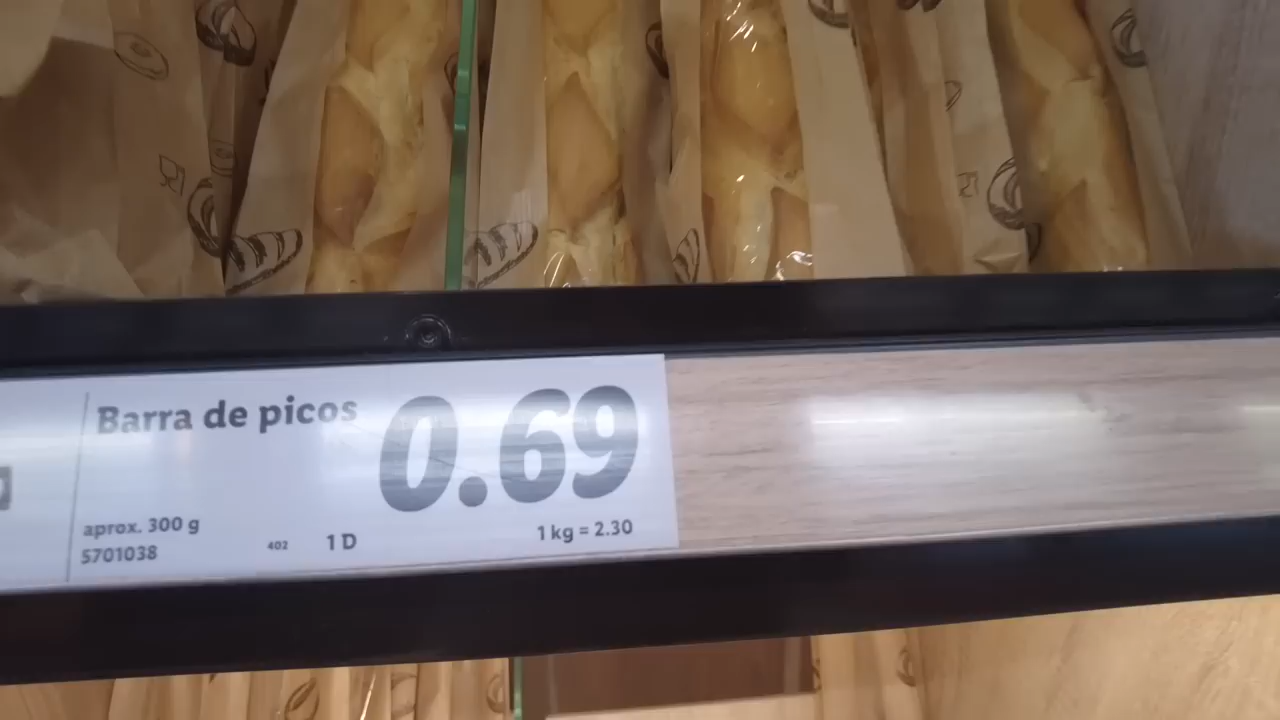 Barra de picos
0.69
aprox. 300 g
5701038
402
1 D
1 kg = 2.30